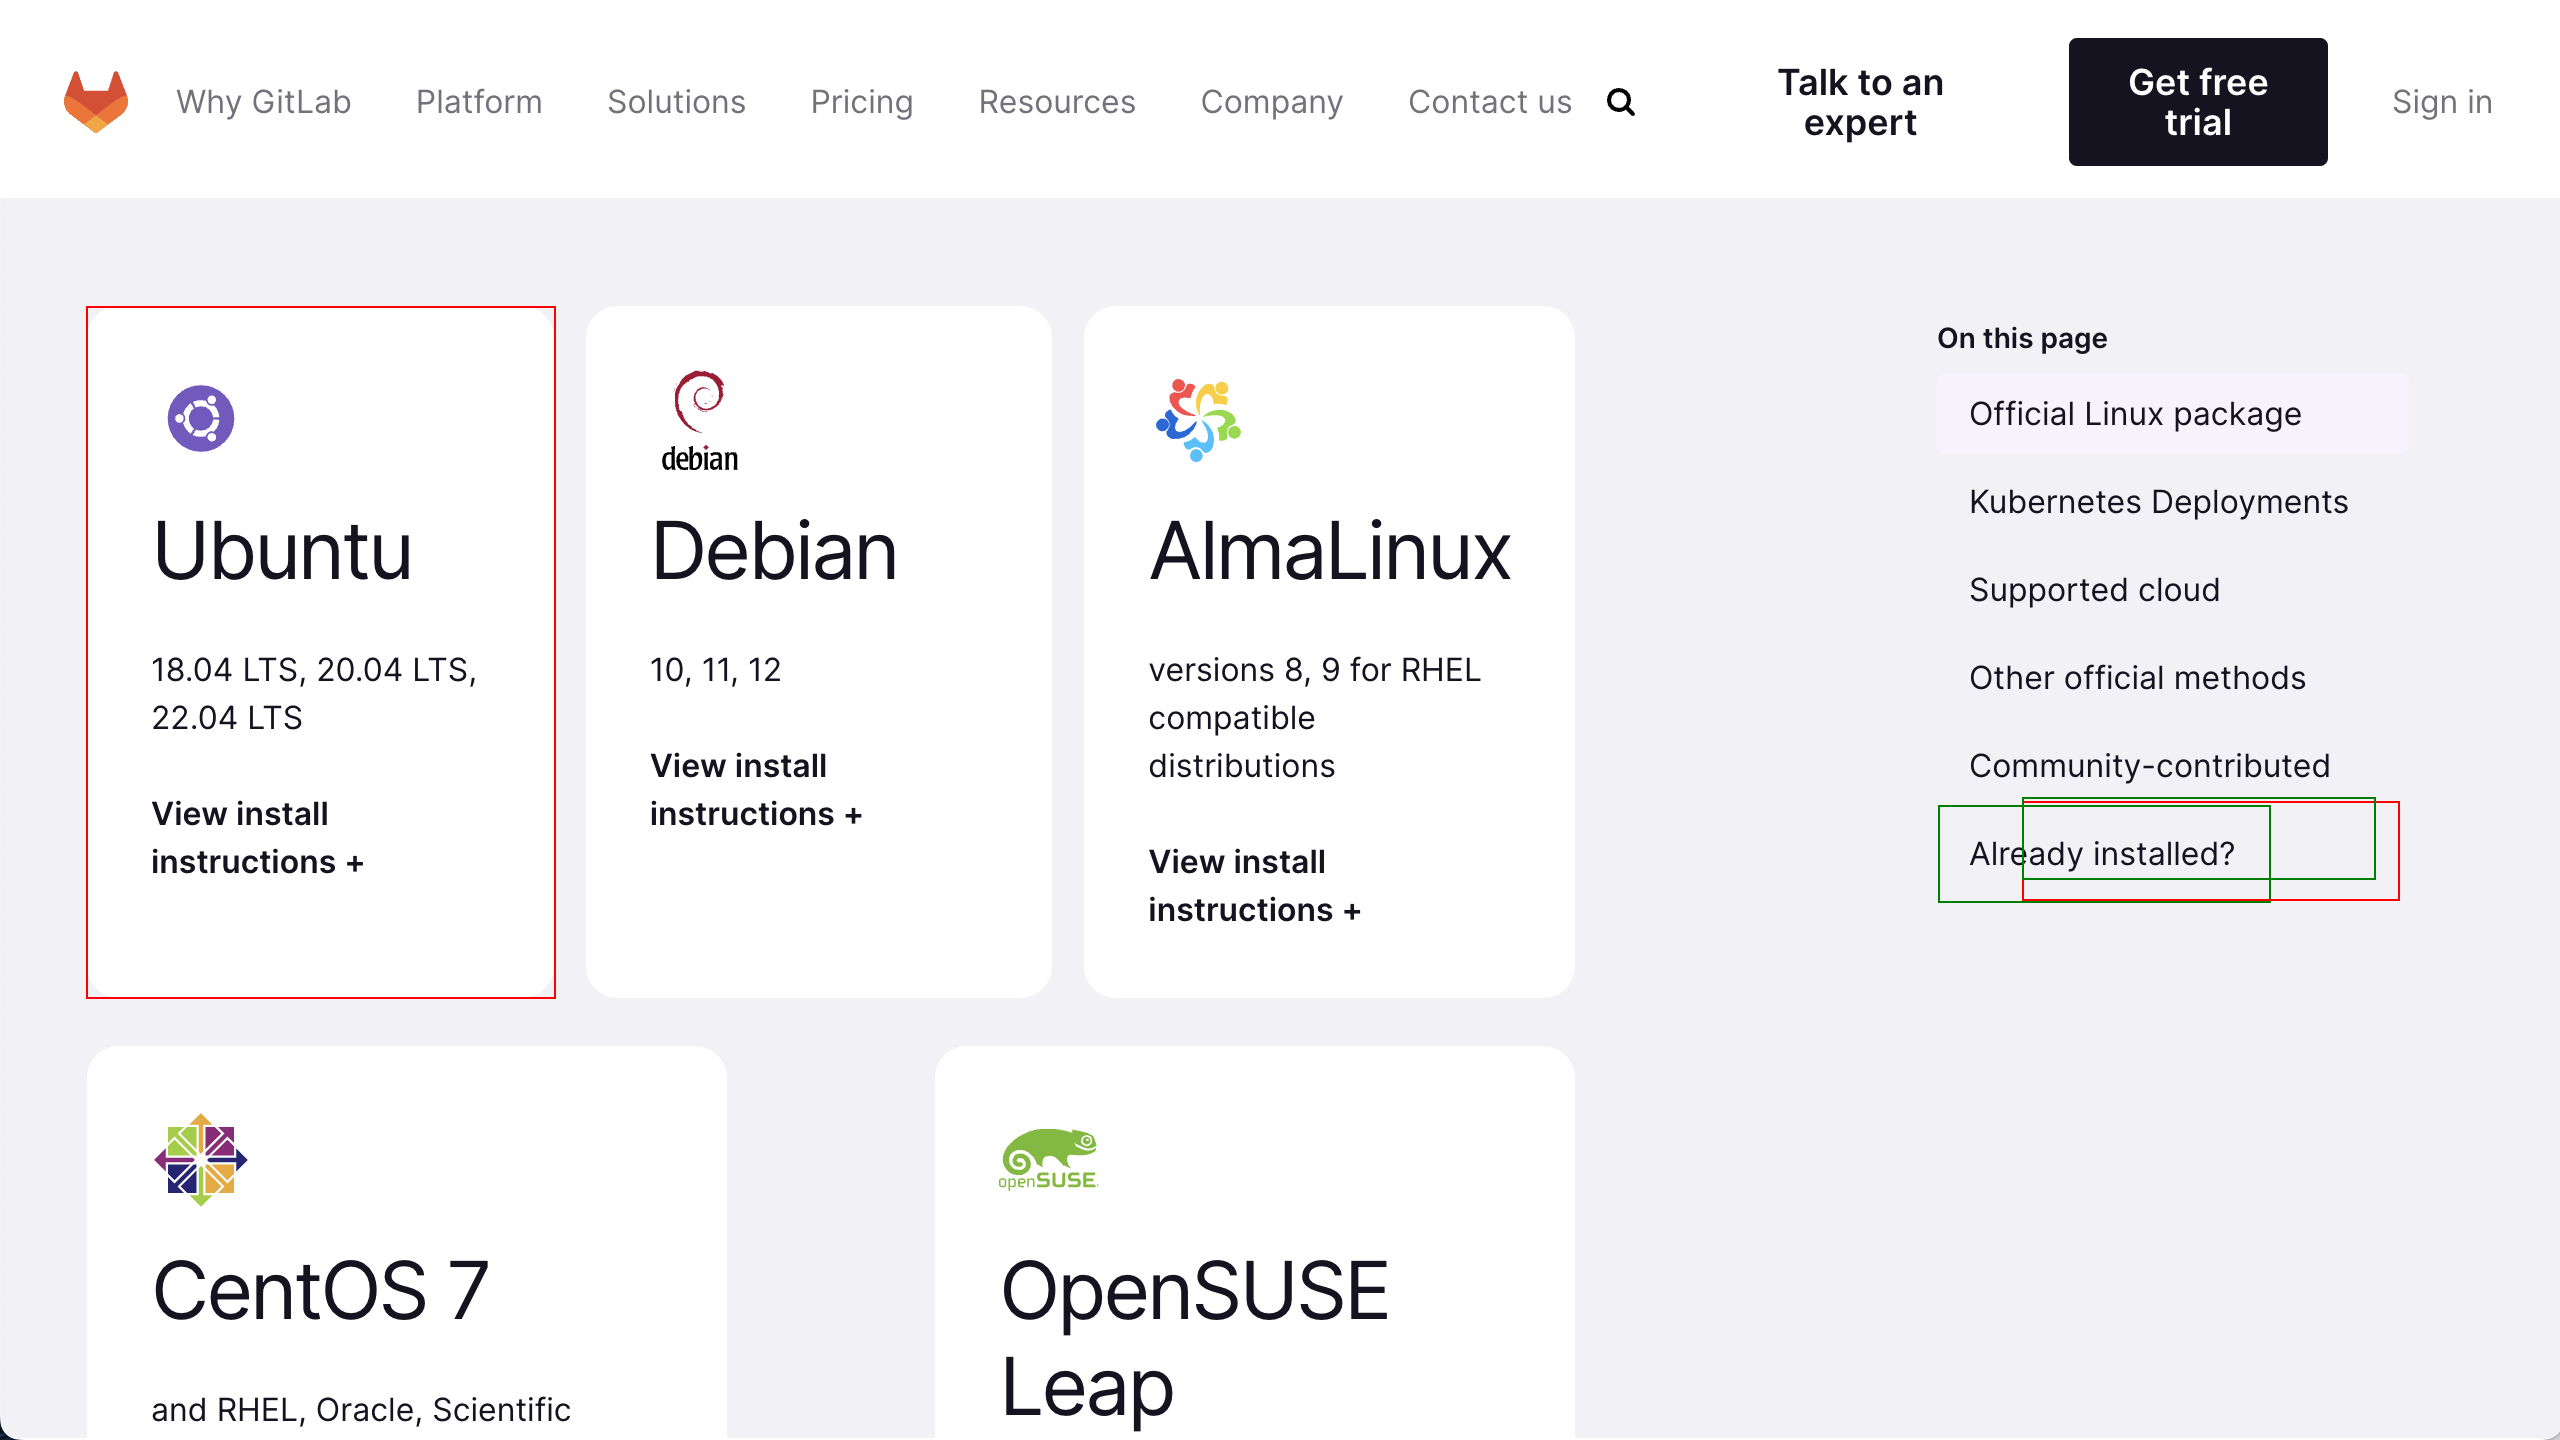 Why GitLab
Platform
Solutions
Pricing
Resources
Company
Contact us
Talk to an
expert
Get free
trial
Sign in
Ubuntu
18.04 LTS, 20.04 LTS,
22.04 LTS
View install
instructions +
debian
Debian
10, 11, 12
View install
instructions +
AlmaLinux
versions 8, 9 for RHEL
compatible
distributions
View install
instructions +
On this page
Official Linux package
Kubernetes Deployments
Supported cloud
Other official methods
Community-contributed
Already installed?
CentOS 7
and RHEL, Oracle, Scientific
openSUSE
OpenSUSE
Leap